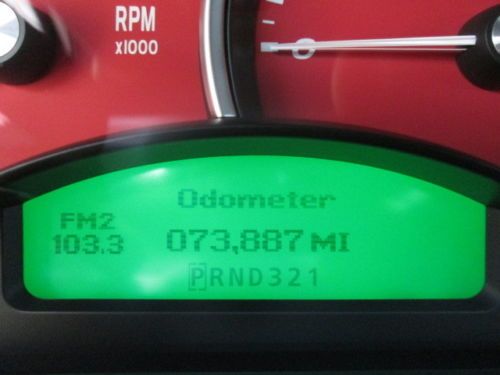 RPM
x1000
Odometer
FM2
103.3
073,887 MI
PRND321